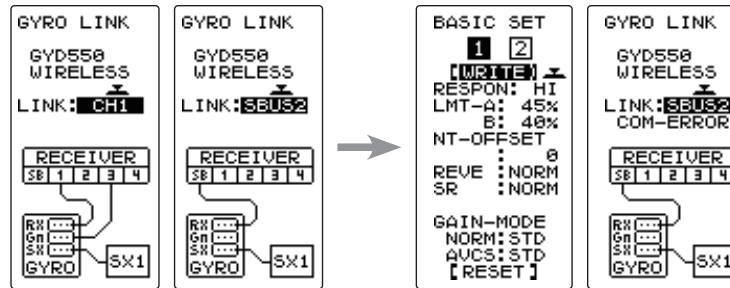 GYRO LINK
GYD550
WIRELESS
LINK: CH1
RECEIVER
SB 1 2 3 4
RX
Gn
SX
GYRO
SX1
GYRO LINK
GYD550
WIRELESS
LINK:SBUS2
RECEIVER
SB 1 2 3 4
RX
Gn
SX
GYRO
SX1
BASIC SET
1 2
[WRITE]
RESPON: HI
LMT-A: 45%
B: 40%
NT-OFFSET
: 0
REVE :NORM
SR :NORM
GAIN-MODE
NORM:STD
AVCS:STD
[RESET]
GYRO LINK
GYD550
WIRELESS
LINK:SBUS2
COM-ERROR
RECEIVER
SB 1 2 3 4
RX
Gn
SX
GYRO
SX1